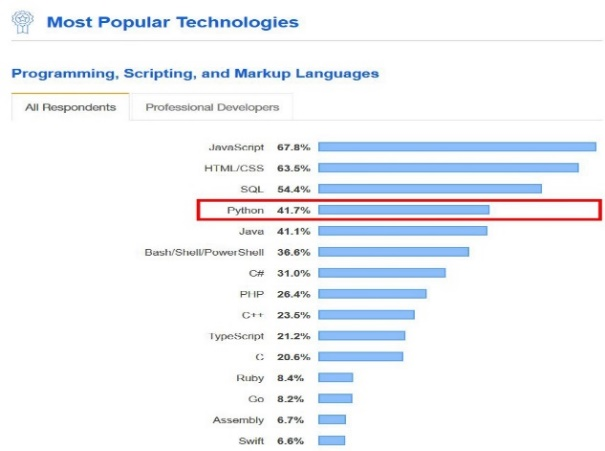 Most Popular Technologies
Programming, Scripting, and Markup Languages
All Respondents Professional Developers
JavaScript 67.8%
HTML/CSS 63.5%
SQL 54.4%
Python 41.7%
Java 41.1%
Bash/Shell/PowerShell 36.6%
C# 31.0%
PHP 26.4%
C++ 23.5%
TypeScript 21.2%
C 20.6%
Ruby 8.4%
Go 8.2%
Assembly 6.7%
Swift 6.6%